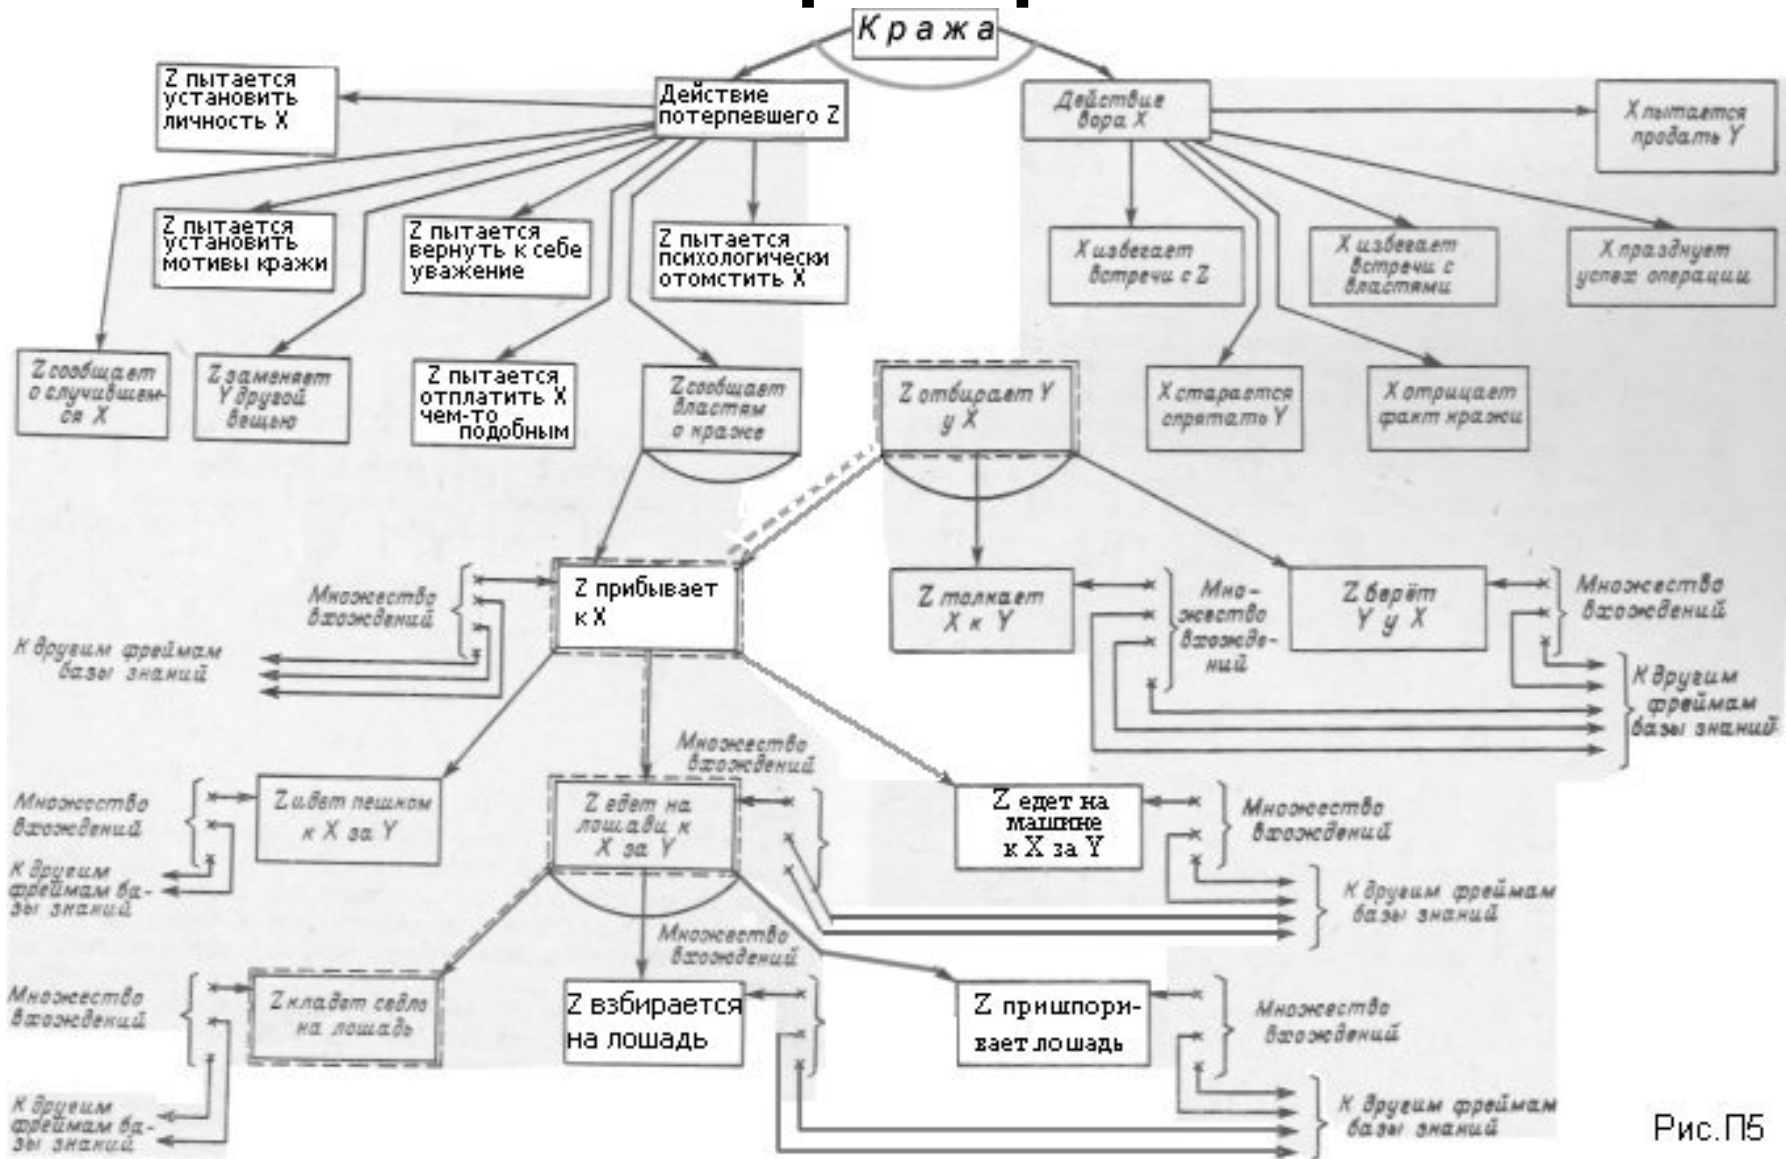 Кража
Z пытается
установить
личность X
Действие
потерпевшего Z
Действие
вора X
X пытается
продать Y
Z пытается
установить
мотивы кражи
Z пытается
вернуть к себе
уважение
Z пытается
психологически
отомстить X
X избегает
встречи с Z
X избегает
встречи с
властями
X празднует
успех операции
Z сообщает
о случившем-
ся X
Z заменяет
Y другой
вещью
Z пытается
отплатить X
чем-то
подобным
Z сообщает
властям
о краже
Z отбирает Y
у X
X старается
спрятать Y
X отрицает
факт кражи
Множество
вхождений
Z прибывает
к X
Z толкает
X к Y
Мно-
жество
вхожде-
ний
Z берёт
Y у X
Множество
вхождений
К другим фреймам
базы знаний
К другим
фреймам
базы знаний
Множество
вхождений
Множество
вхождений
Z идет пешком
к X за Y
Z едет на
лошади к
X за Y
Z едет на
машине
к X за Y
Множество
вхождений
К другим
фреймам ба-
зы знаний
К другим фреймам
базы знаний
Множество
вхождений
Множество
вхождений
Z кладет седло
на лошадь
Z взбирается
на лошадь
Z пришпори-
вает лошадь
Множество
вхождений
К другим
фреймам ба-
зы знаний
К другим фреймам
базы знаний
Рис.П5